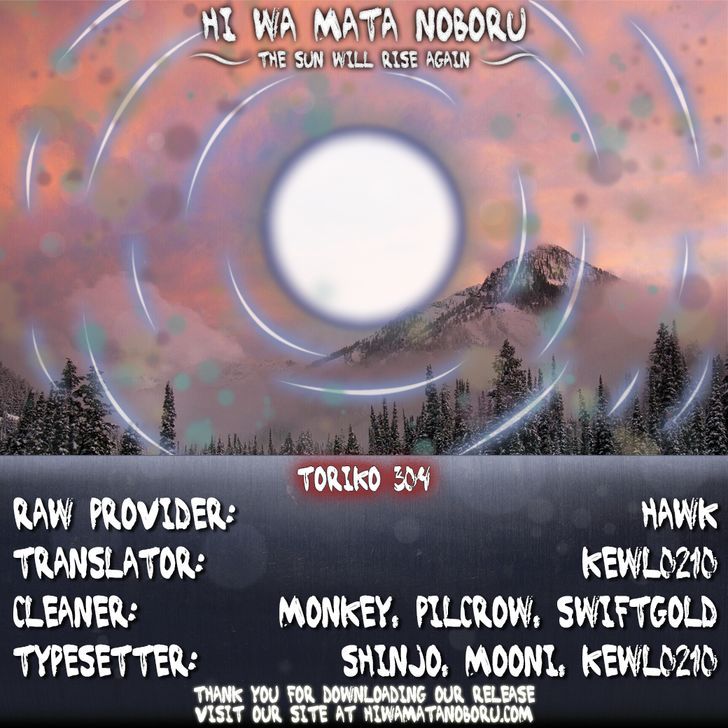 HI WA MATA NOBORU
THE SUN WILL RISE AGAIN
TORIKO 304
RAW PROVIDER: HAWK
TRANSLATOR: KEWL0210
CLEANER: MONKEY, PILCROW, SWIFTGOLD
TYPESETTER: SHINJO, MOONI, KEWL0210
THANK YOU FOR DOWNLOADING OUR RELEASE
VISIT OUR SITE AT HIWAMATANOBORU.COM